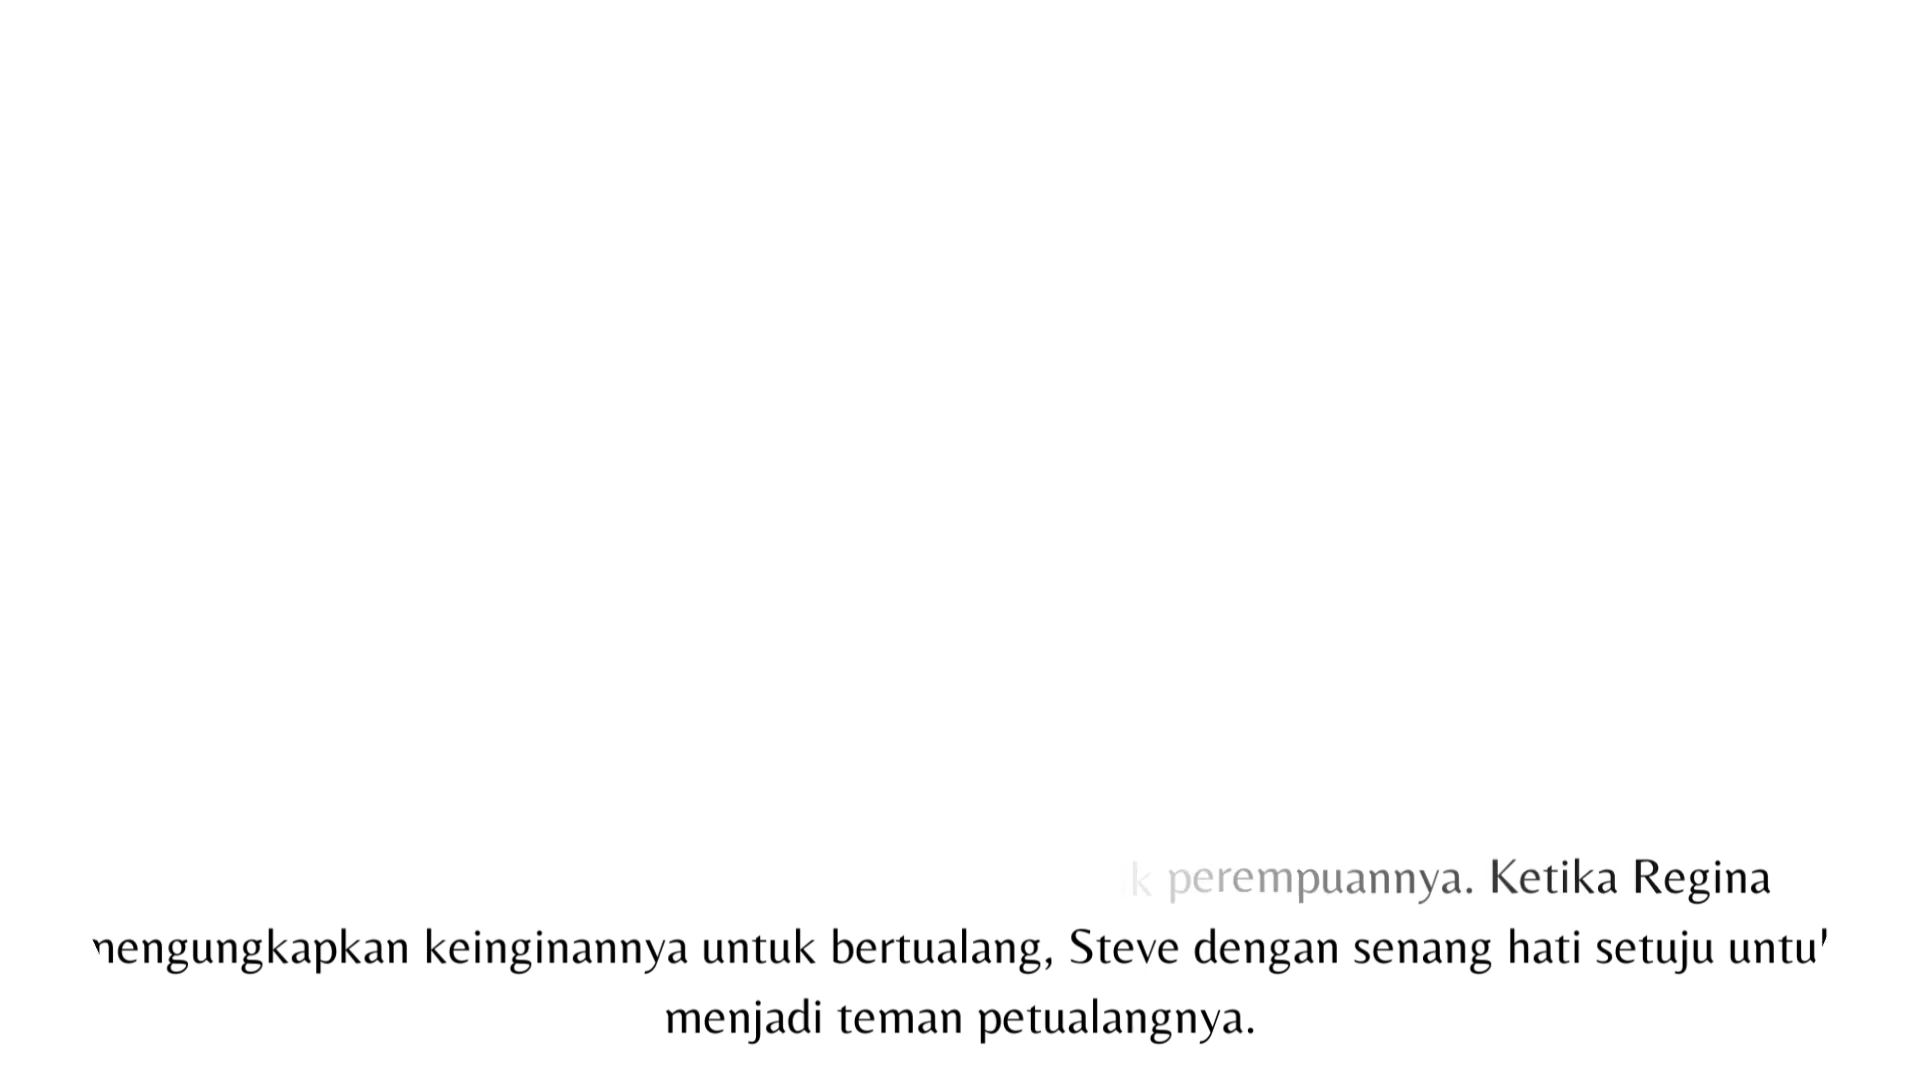 perempuannya. Ketika Regina
mengungkapkan keinginannya untuk bertualang, Steve dengan senang hati setuju untuk
menjadi teman petualangnya.